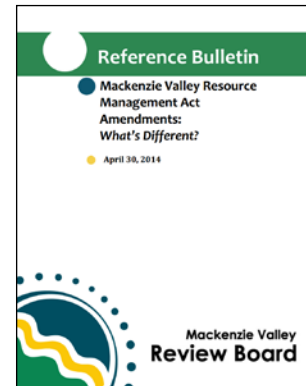 Reference Bulletin
Mackenzie Valley Resource
Management Act
Amendments:
What's Different?
April 30, 2014
Mackenzie Valley
Review Board